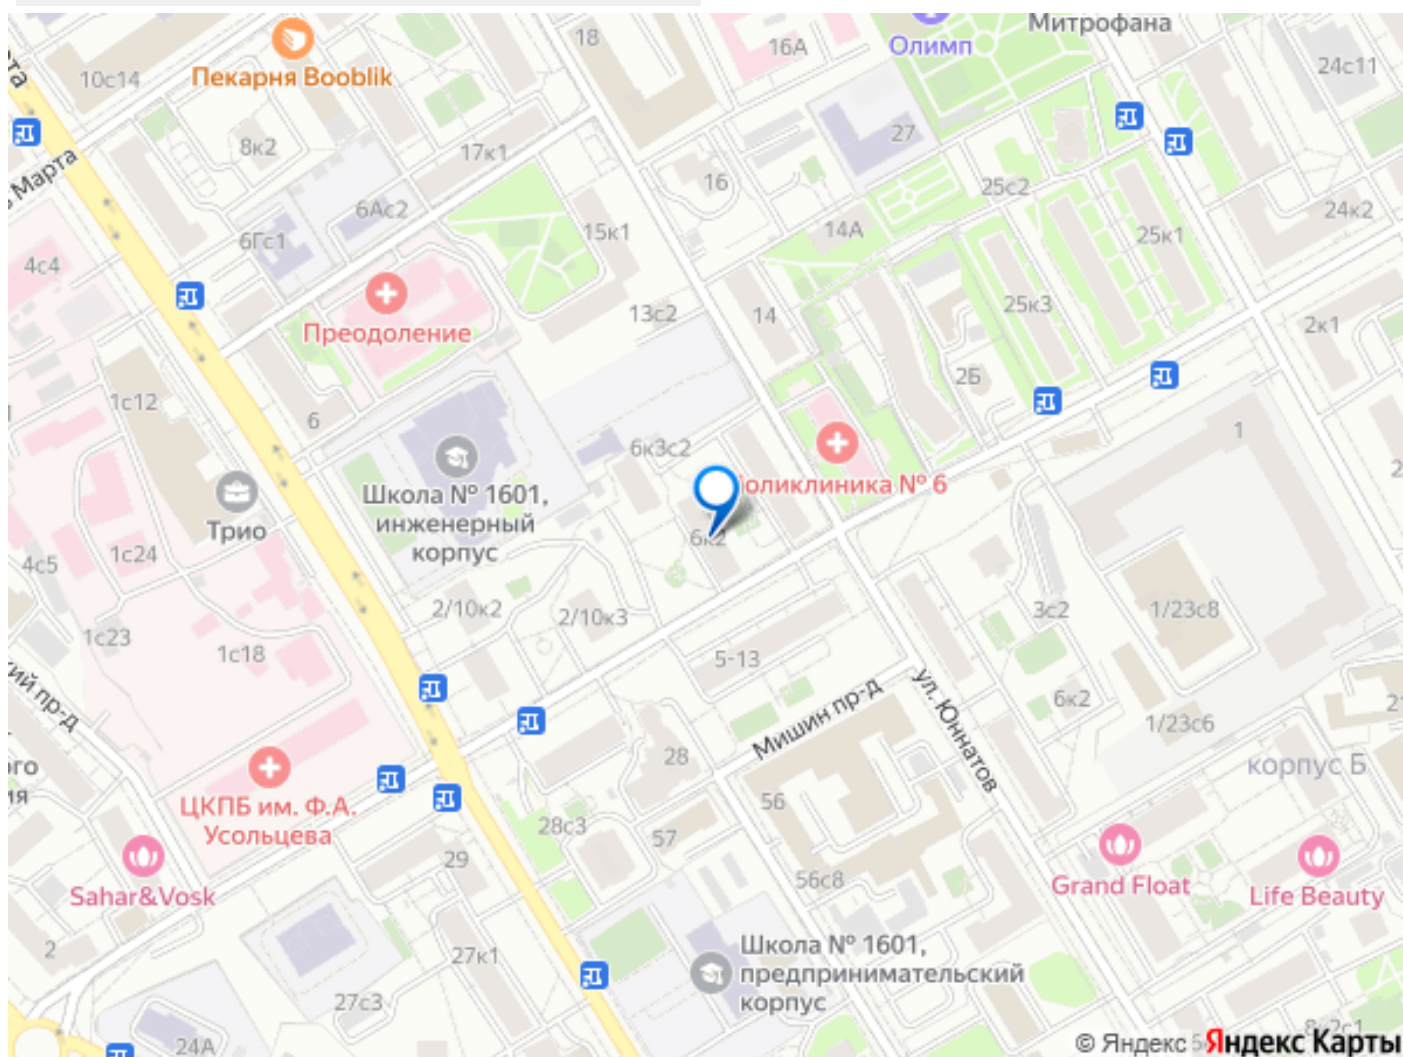 Митрофана
18
16А
Олимп
24с11
10с14
Пекарня Booblik
27
8к2
17к1
Марта
16
25с2
6Ас2
24к2
15к1
14А
25к1
6Гс1
4с4
25к3
13с2
14
2к1
Преодоление
2Б
1с12
6
1
6к3с2
Поликлиника № 6
Школа № 1601,
инженерный
корпус
Трио
6к2
1с24
4с5
2/10к2
2/10к3
3с2
1/23с8
1с23
1с18
5-13
ул. Юннатов
Мишин пр-д
6к2
1/23с6
28
корпус Б
ЦКПБ им. Ф.А.
Усольцева
56
28с3
57
29
56с8
Grand Float
Life Beauty
Sahar&Vosk
2
27к1
Школа № 1601,
предпринимательский
корпус
27с3
24А
© Яндекс
Яндекс Карты